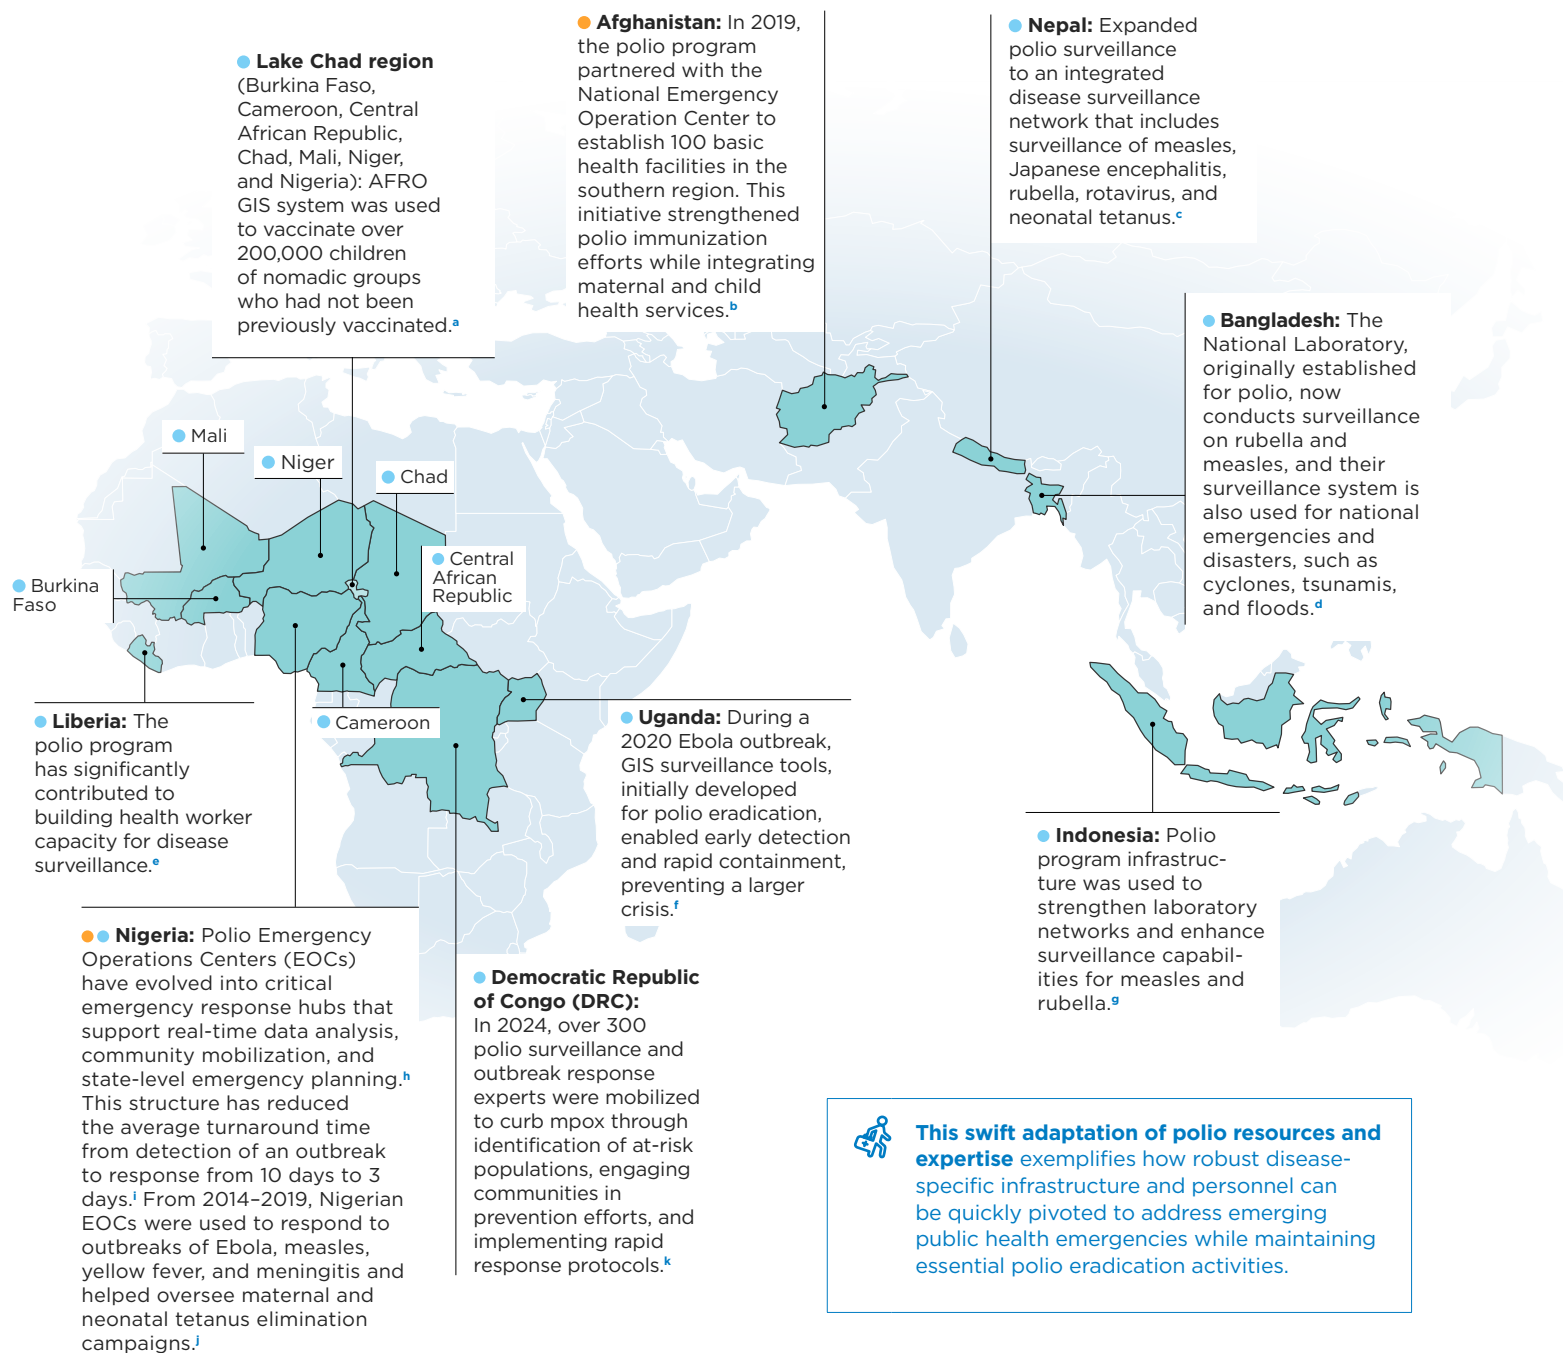 Lake Chad region
(Burkina Faso,
Cameroon, Central
African Republic,
Chad, Mali, Niger,
and Nigeria): AFRO
GIS system was used
to vaccinate over
200,000 children
of nomadic groups
who had not been
previously vaccinated.a
Afghanistan: In 2019,
the polio program
partnered with the
National Emergency
Operation Center to
establish 100 basic
health facilities in the
southern region. This
initiative strengthened
polio immunization
efforts while integrating
maternal and child
health services.b
Nepal: Expanded
polio surveillance
to an integrated
disease surveillance
network that includes
surveillance of measles,
Japanese encephalitis,
rubella, rotavirus, and
neonatal tetanus.c
Bangladesh: The
National Laboratory,
originally established
for polio, now
conducts surveillance
on rubella and
measles, and their
surveillance system is
also used for national
emergencies and
disasters, such as
cyclones, tsunamis,
and floods.d
Mali
Niger
Chad
Central
African
Republic
Burkina
Faso
Cameroon
Liberia: The
polio program
has significantly
contributed to
building health worker
capacity for disease
surveillance.e
Uganda: During a
2020 Ebola outbreak,
GIS surveillance tools,
initially developed
for polio eradication,
enabled early detection
and rapid containment,
preventing a larger
crisis.f
Indonesia: Polio
program infrastruc-
ture was used to
strengthen laboratory
networks and enhance
surveillance capabil-
ities for measles and
rubella.g
Nigeria: Polio Emergency
Operations Centers (EOCs)
have evolved into critical
emergency response hubs that
support real-time data analysis,
community mobilization, and
state-level emergency planning.h
This structure has reduced
the average turnaround time
from detection of an outbreak
to response from 10 days to 3
days.i From 2014–2019, Nigerian
EOCs were used to respond to
outbreaks of Ebola, measles,
yellow fever, and meningitis and
helped oversee maternal and
neonatal tetanus elimination
campaigns.j
Democratic Republic
of Congo (DRC):
In 2024, over 300
polio surveillance and
outbreak response
experts were mobilized
to curb mpox through
identification of at-risk
populations, engaging
communities in
prevention efforts, and
implementing rapid
response protocols.k
This swift adaptation of polio resources and
expertise exemplifies how robust disease-
specific infrastructure and personnel can
be quickly pivoted to address emerging
public health emergencies while maintaining
essential polio eradication activities.